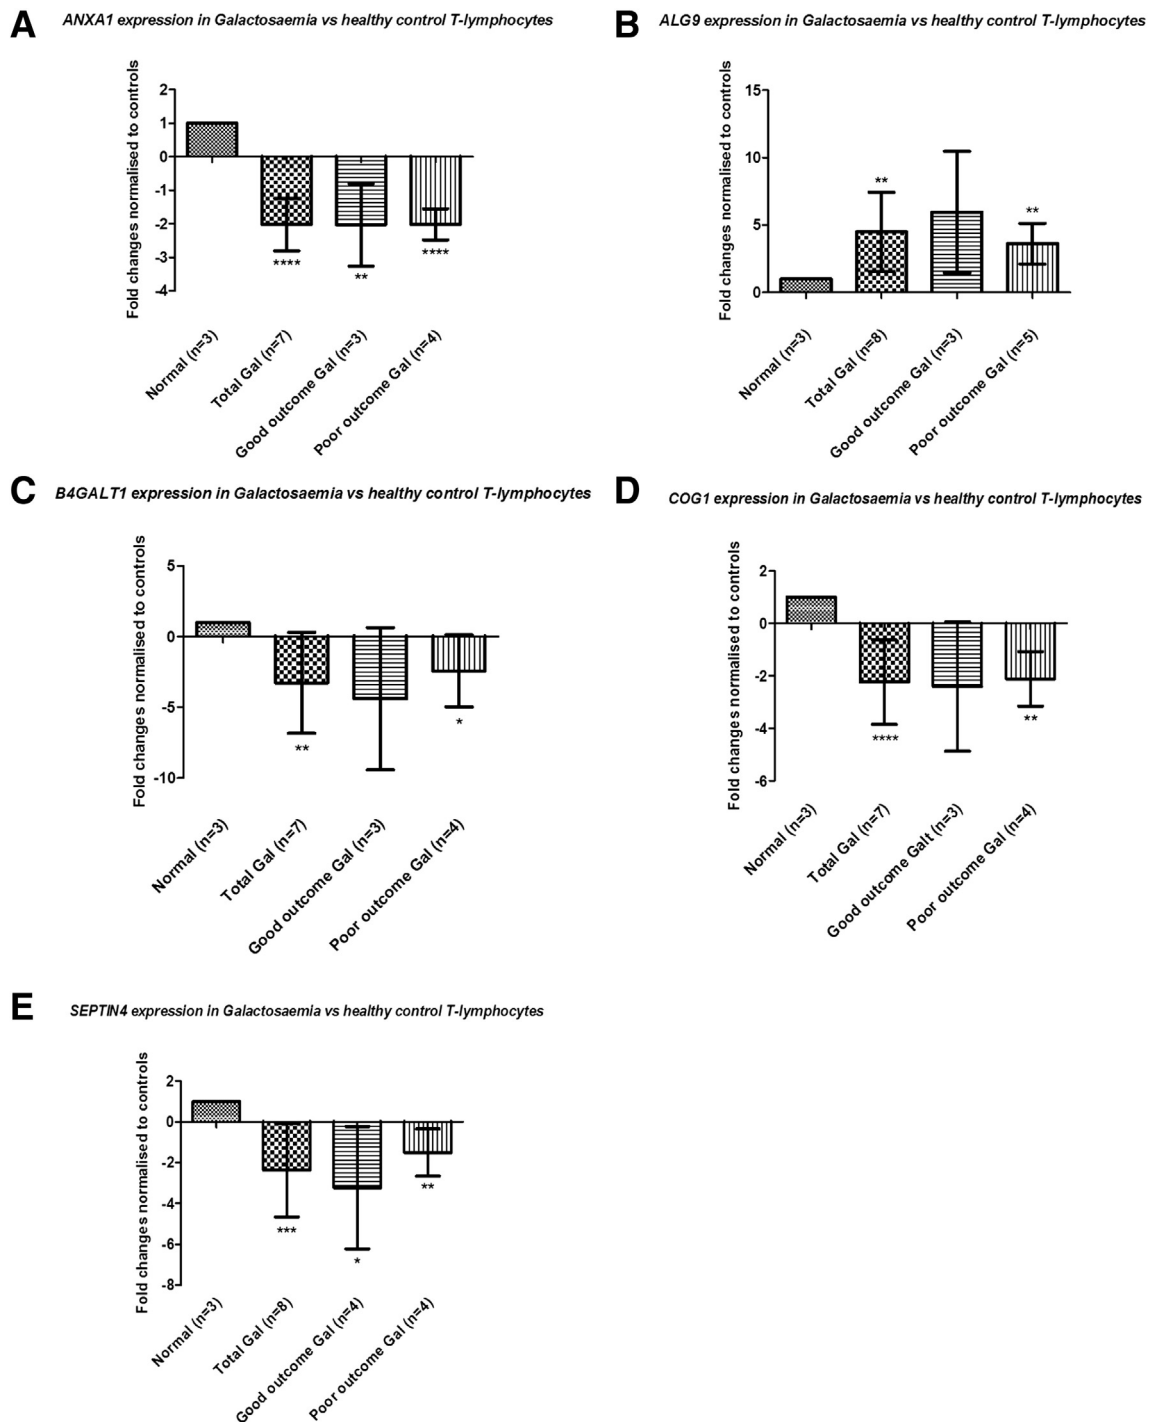 A
ANXA1 expression in Galactosaemia vs healthy control T-lymphocytes
Fold changes normalised to controls
2
1
0
-1
-2
-3
-4
****
**
****
Normal (n=3)
Total Gal (n=7)
Good outcome Gal (n=3)
Poor outcome Gal (n=4)
B
ALG9 expression in Galactosaemia vs healthy control T-lymphocytes
Fold changes normalised to controls
15
10
5
0
**
**
Normal (n=3)
Total Gal (n=8)
Good outcome Gal (n=3)
Poor outcome Gal (n=5)
C
B4GALT1 expression in Galactosaemia vs healthy control T-lymphocytes
Fold changes normalised to controls
5
0
-5
-10
**
*
Normal (n=3)
Total Gal (n=7)
Good outcome Gal (n=3)
Poor outcome Gal (n=4)
D
COG1 expression in Galactosaemia vs healthy control T-lymphocytes
Fold changes normalised to controls
2
0
-2
-4
-6
****
**
Normal (n=3)
Total Gal (n=7)
Good outcome Galt (n=3)
Poor outcome Gal (n=4)
E
SEPTIN4 expression in Galactosaemia vs healthy control T-lymphocytes
Fold changes normalised to controls
2
0
-2
-4
-6
-8
***
*
**
Normal (n=3)
Total Gal (n=8)
Good outcome Gal (n=4)
Poor outcome Gal (n=4)